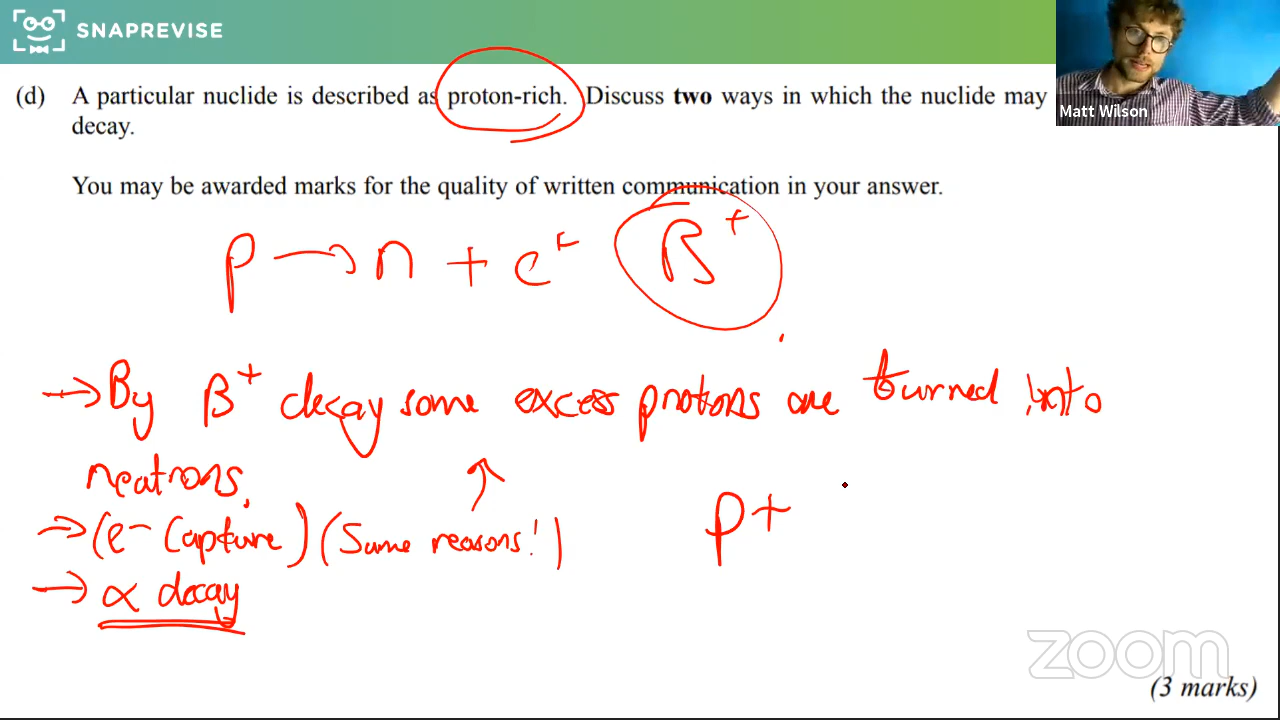 SNAPREVISE
(d) A particular nuclide is described as proton-rich. Discuss two ways in which the nuclide may
decay.
Matt Wilson
You may be awarded marks for the quality of written communication in your answer.
p → n + e⁺ β⁺
→ By β⁺ decay some excess protons are turned into
neutrons.
→ (e⁻ Capture) (Same reasons!)
p +
→ α decay
zoom
(3 marks)